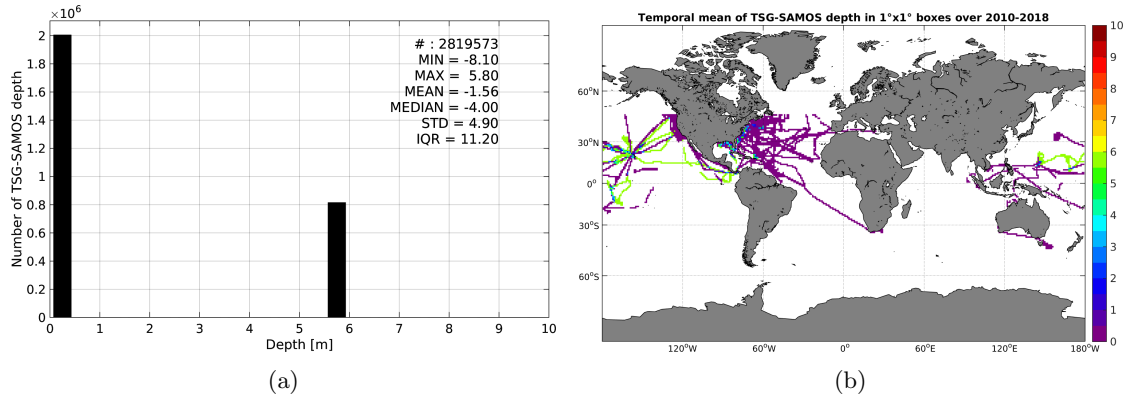 ×10⁶
2
1.8
1.6
1.4
1.2
1
0.8
0.6
0.4
0.2
0
Number of TSG-SAMOS depth
# : 2819573
MIN = -8.10
MAX = 5.80
MEAN = -1.56
MEDIAN = -4.00
STD = 4.90
IQR = 11.20
0 1 2 3 4 5 6 7 8 9 10
Depth [m]
(a)
Temporal mean of TSG-SAMOS depth in 1°x1° boxes over 2010-2018
60°N
30°N
0°
30°S
60°S
120°W 60°W 0° 60°E 120°E 180°W
10
9
8
7
6
5
4
3
2
1
0
(b)